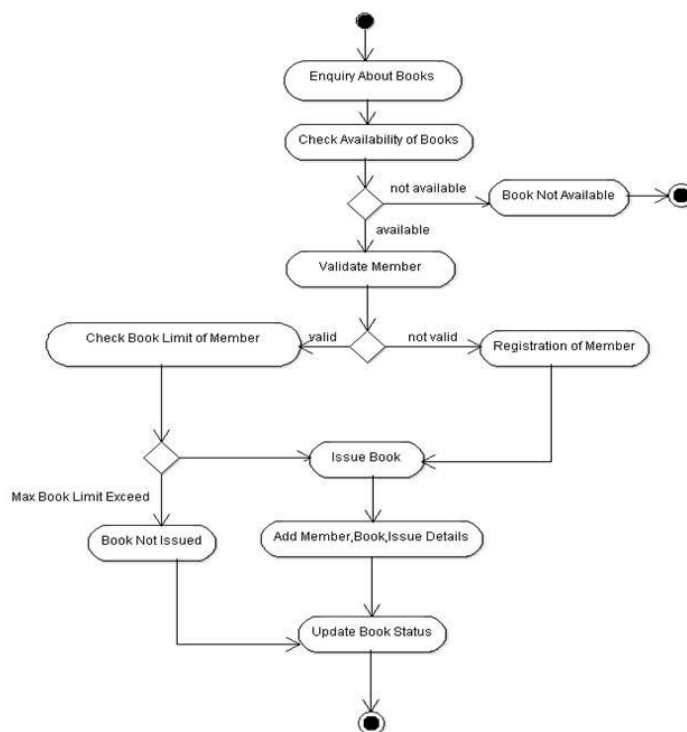 Enquiry About Books
Check Availability of Books
not available
Book Not Available
available
Validate Member
Check Book Limit of Member
valid
not valid
Registration of Member
Issue Book
Max Book Limit Exceed
Book Not Issued
Add Member,Book,Issue Details
Update Book Status